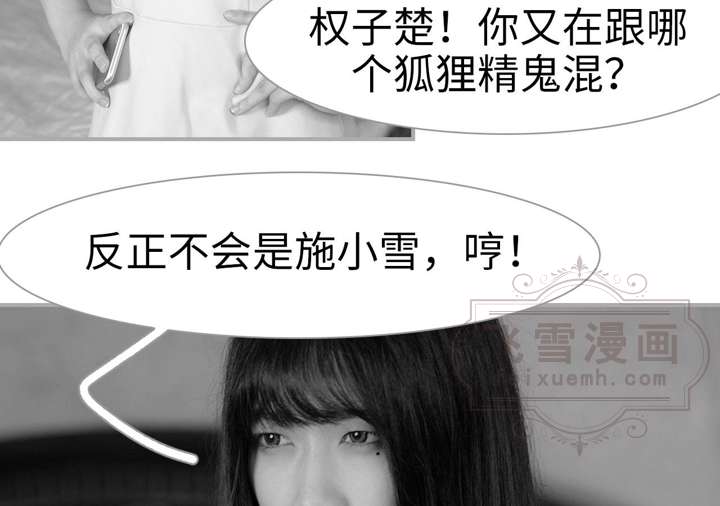 权子楚！你又在跟哪
个狐狸精鬼混？
反正不会是施小雪，哼！
飞雪漫画
feixuemh.com